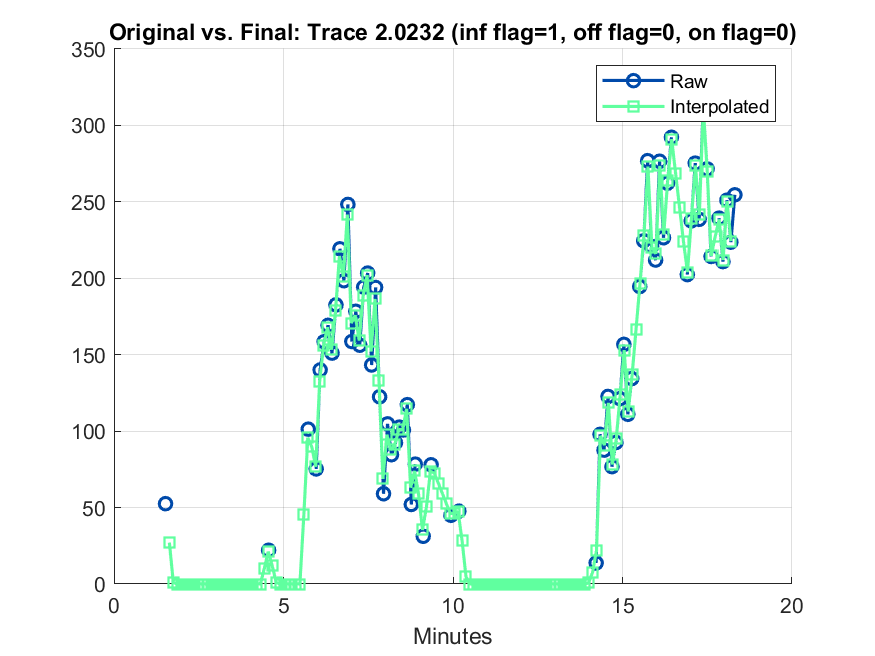 Original vs. Final: Trace 2.0232 (inf flag=1, off flag=0, on flag=0)
350
300
250
200
150
100
50
0
Raw
Interpolated
0 5 10 15 20
Minutes